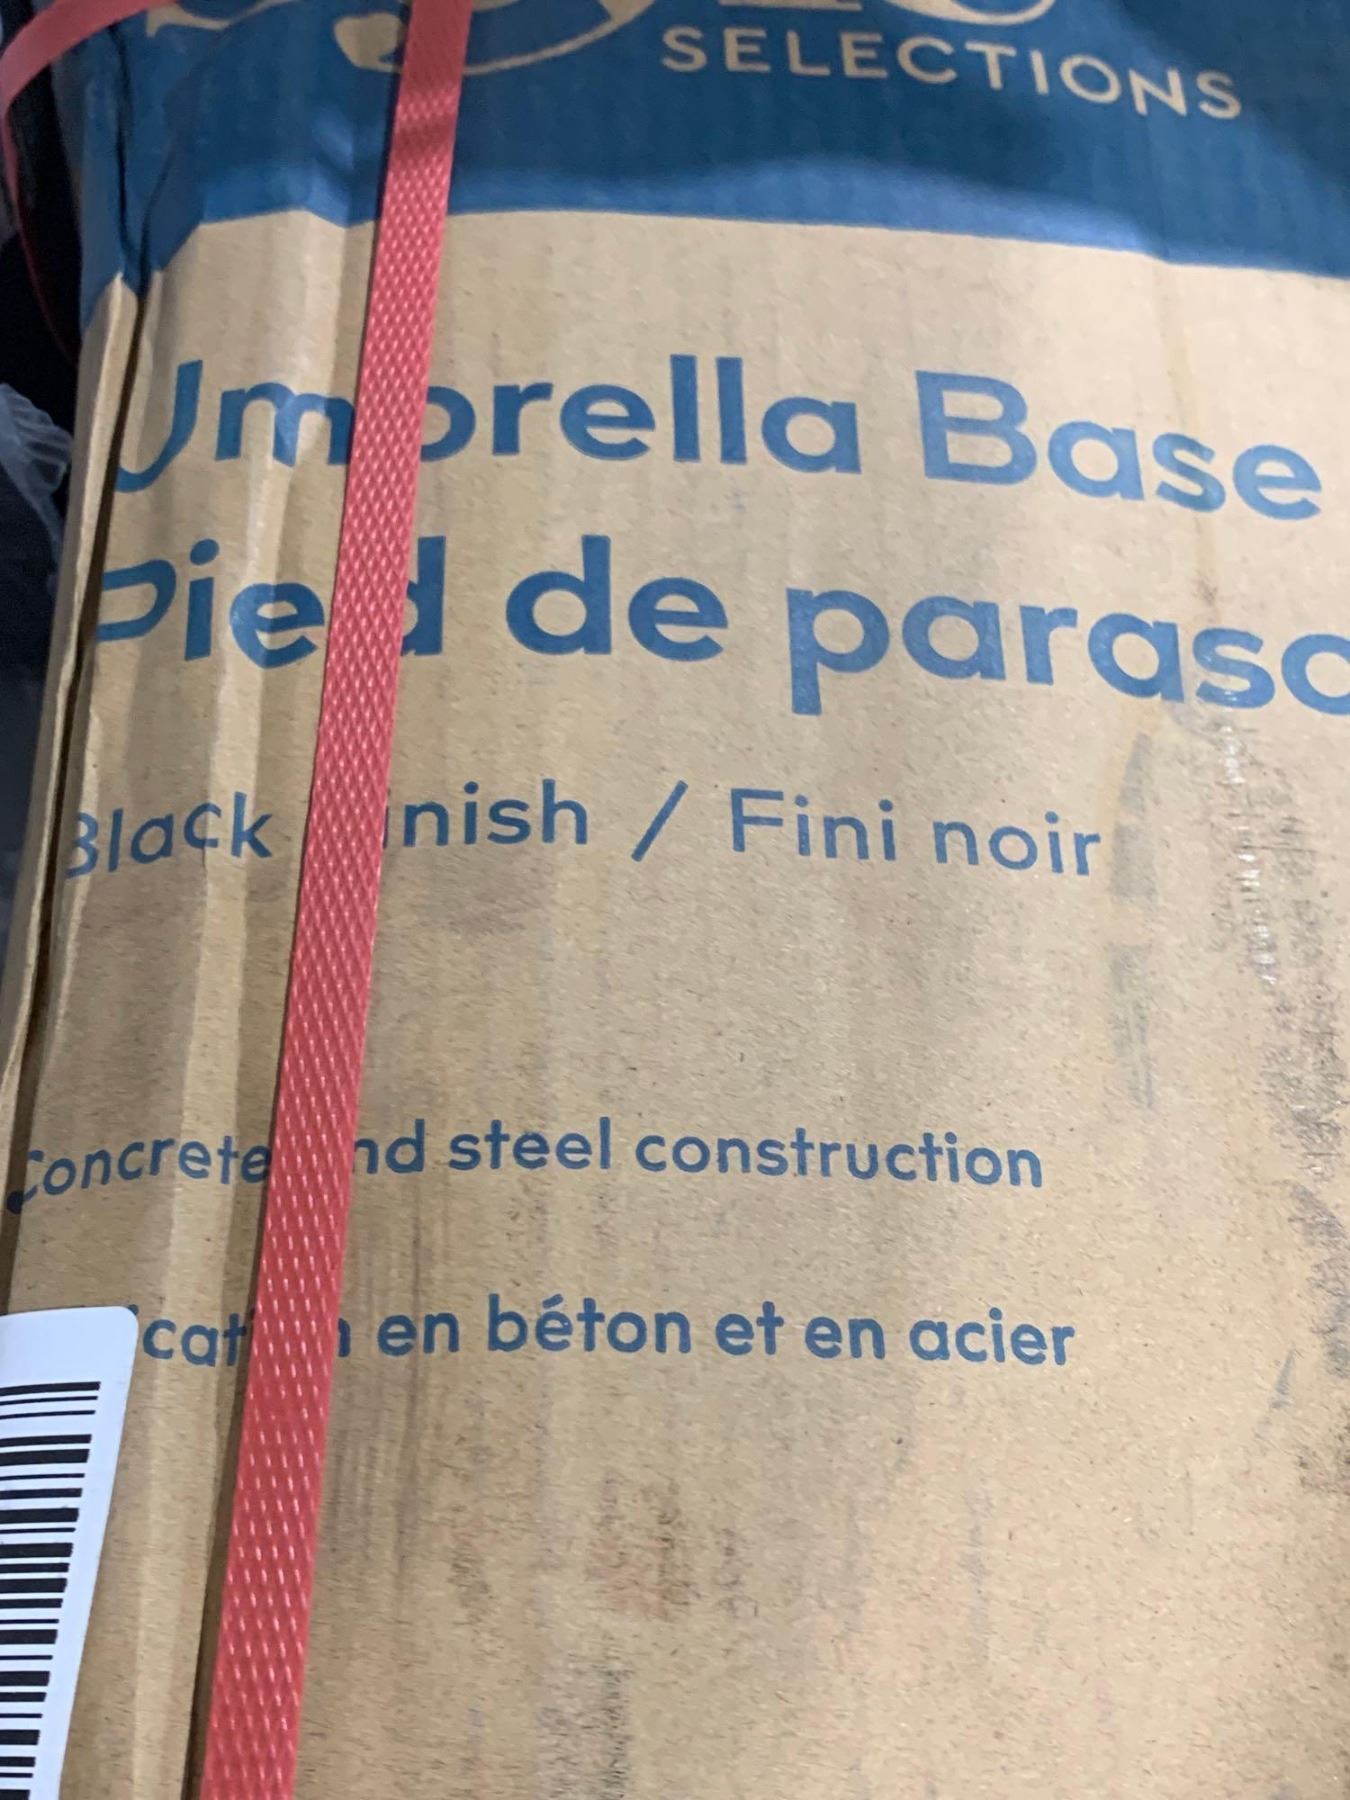 SELECTIONS
Umbrella Base
Pied de paraso
Black finish / Fini noir
Concrete and steel construction
en béton et en acier